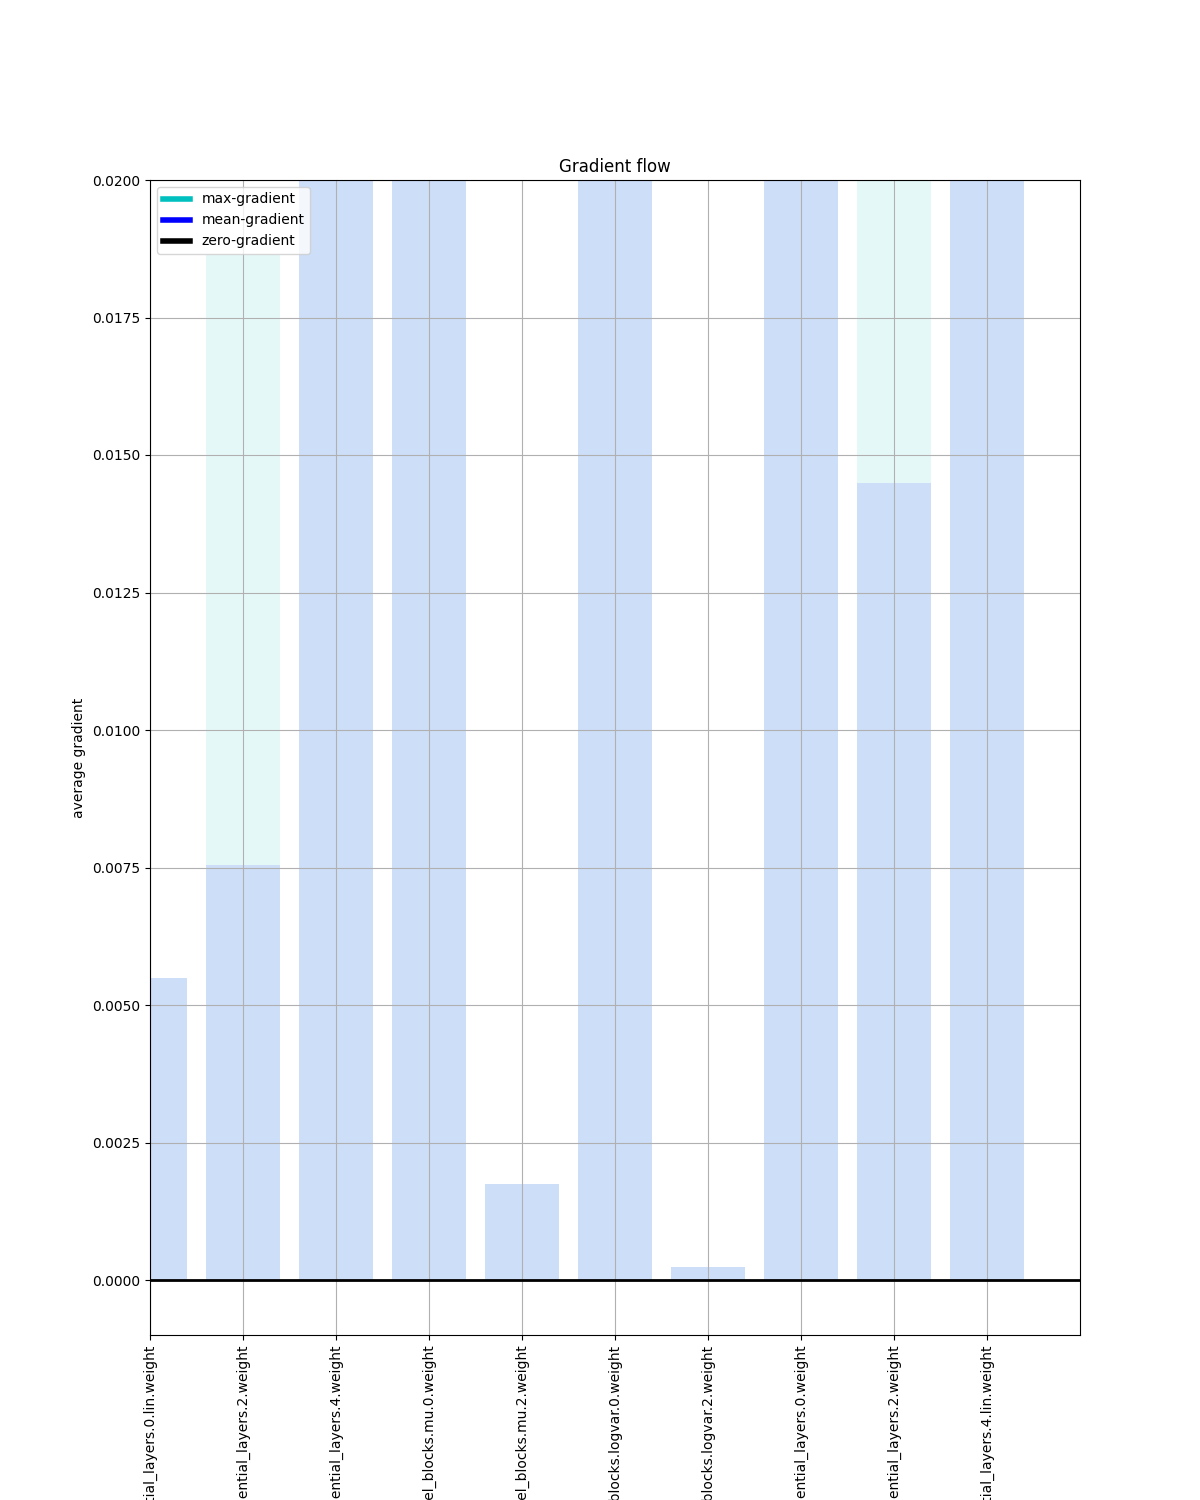 Gradient flow
max-gradient
mean-gradient
zero-gradient
0.0200
0.0175
0.0150
0.0125
0.0100
0.0075
0.0050
0.0025
0.0000
average gradient
tial_layers.0.lin.weight
ential_layers.2.weight
ential_layers.4.weight
el_blocks.mu.0.weight
el_blocks.mu.2.weight
blocks.logvar.0.weight
blocks.logvar.2.weight
ential_layers.0.weight
ential_layers.2.weight
tial_layers.4.lin.weight